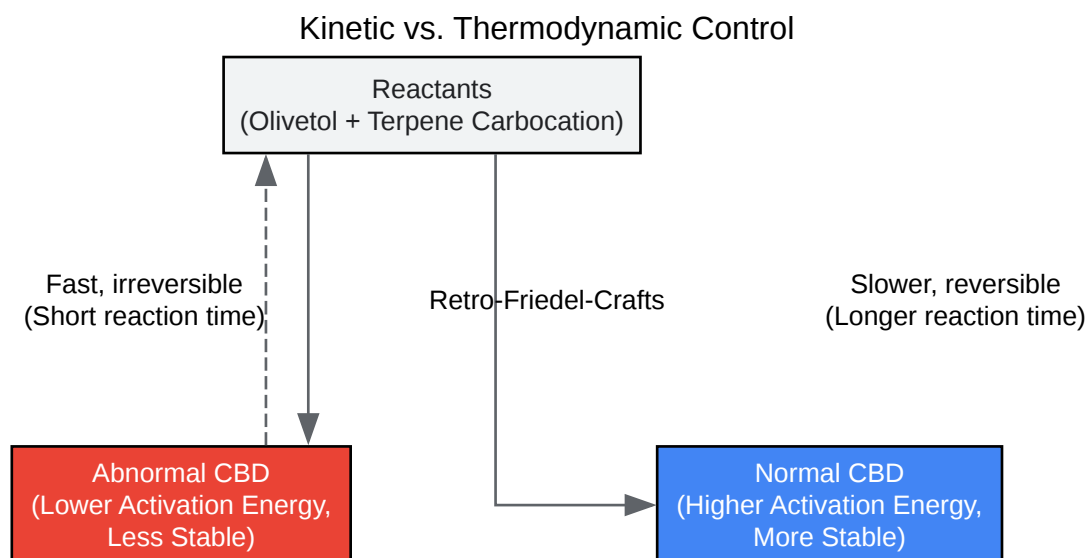 Kinetic vs. Thermodynamic Control
Reactants
(Olivetol + Terpene Carbocation)
Fast, irreversible
(Short reaction time)
Retro-Friedel-Crafts
Slower, reversible
(Longer reaction time)
Abnormal CBD
(Lower Activation Energy,
Less Stable)
Normal CBD
(Higher Activation Energy,
More Stable)